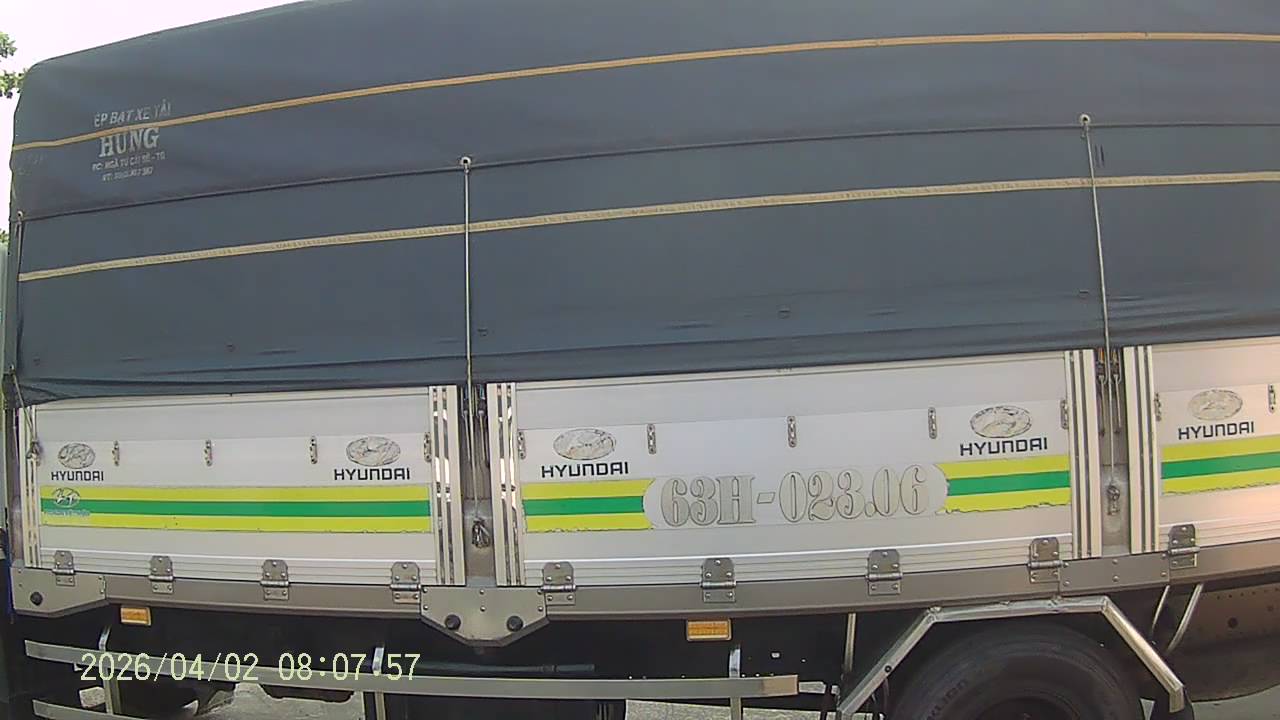 ÉP BẠT XE TẢI
HÙNG
HYUNDAI
HYUNDAI
HYUNDAI
HYUNDAI
HYUNDAI
63H-023.06
2026/04/02 08:07:57